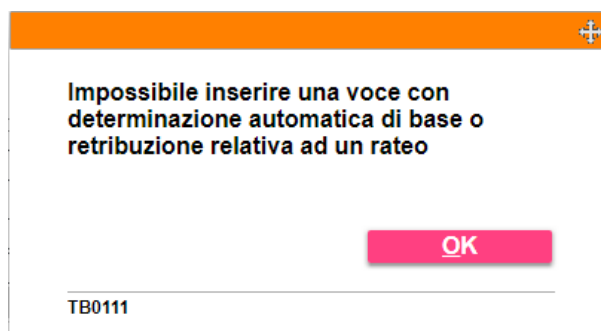 Impossibile inserire una voce con
determinazione automatica di base o
retribuzione relativa ad un rateo
OK
TB0111